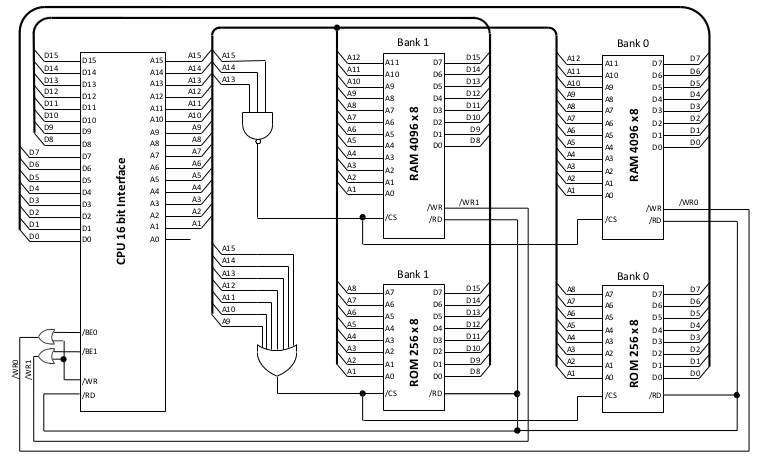 Bank 1
Bank 0
D15
D14
D13
D12
D11
D10
D9
D8
D7
D6
D5
D4
D3
D2
D1
D0
D15
D14
D13
D12
D11
D10
D9
D8
D7
D6
D5
D4
D3
D2
D1
D0
/BE0
/BE1
/WR
/RD
CPU 16 bit Interface
A15
A14
A13
A12
A11
A10
A9
A8
A7
A6
A5
A4
A3
A2
A1
A0
A15
A14
A13
A12
A11
A10
A9
A8
A7
A6
A5
A4
A3
A2
A1
/WR0
/WR1
A15
A14
A13
A15
A14
A13
A12
A11
A10
A9
A12
A11
A10
A9
A8
A7
A6
A5
A4
A3
A2
A1
A11
A10
A9
A8
A7
A6
A5
A4
A3
A2
A1
A0
/CS
RAM 4096 x8
D7
D6
D5
D4
D3
D2
D1
D0
/WR
/RD
D15
D14
D13
D12
D11
D10
D9
D8
/WR1
A12
A11
A10
A9
A8
A7
A6
A5
A4
A3
A2
A1
A11
A10
A9
A8
A7
A6
A5
A4
A3
A2
A1
A0
/CS
RAM 4096 x8
D7
D6
D5
D4
D3
D2
D1
D0
/WR
/RD
D7
D6
D5
D4
D3
D2
D1
D0
/WR0
Bank 1
Bank 0
A8
A7
A6
A5
A4
A3
A2
A1
A7
A6
A5
A4
A3
A2
A1
A0
/CS
ROM 256 x 8
D7
D6
D5
D4
D3
D2
D1
D0
/RD
D15
D14
D13
D12
D11
D10
D9
D8
A8
A7
A6
A5
A4
A3
A2
A1
A7
A6
A5
A4
A3
A2
A1
A0
/CS
ROM 256 x 8
D7
D6
D5
D4
D3
D2
D1
D0
/RD
D7
D6
D5
D4
D3
D2
D1
D0